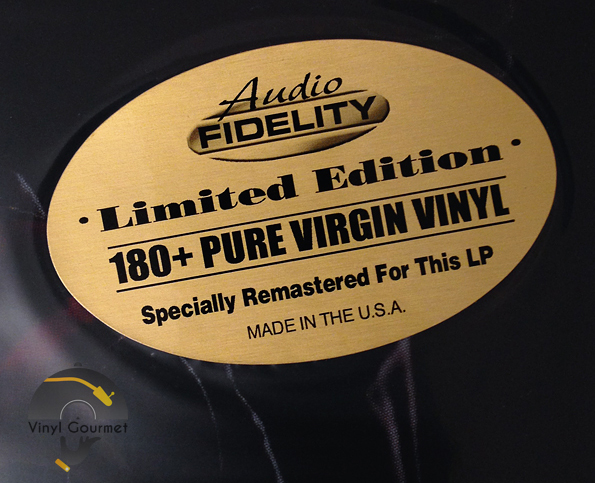 Audio
FIDELITY
• Limited Edition •
180+ PURE VIRGIN VINYL
Specially Remastered For This LP
MADE IN THE U.S.A.
Vinyl Gourmet